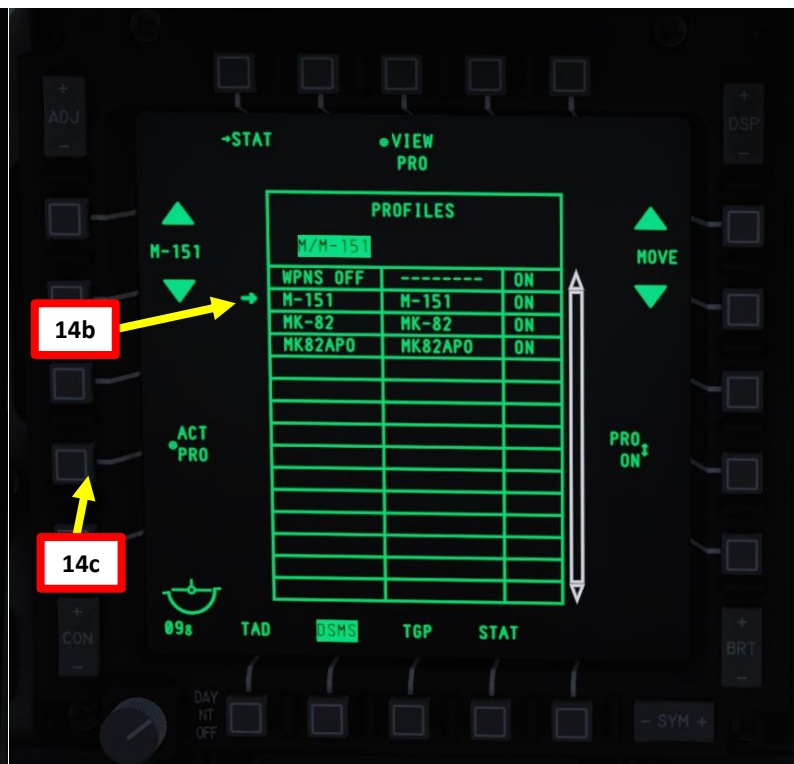 +
ADJ
-
+
DSP
-
→STAT
●VIEW
PRO
PROFILES
M/M-151
M-151
MOVE
WPNS OFF -------- ON
M-151 M-151 ON
MK-82 MK-82 ON
MK82APO MK82APO ON
14b
●ACT
PRO
PRO↕
ON
14c
098
TAD DSMS TGP STAT
+
CON
-
+
BRT
-
DAY
NT
OFF
- SYM +